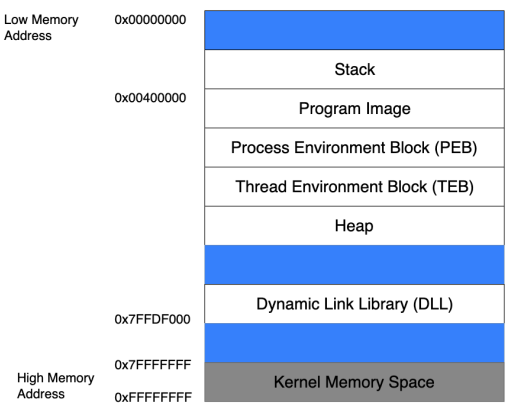 Low Memory
Address
0x00000000
Stack
0x00400000
Program Image
Process Environment Block (PEB)
Thread Environment Block (TEB)
Heap
Dynamic Link Library (DLL)
0x7FFDF000
0x7FFFFFFF
High Memory
Address
Kernel Memory Space
0xFFFFFFFF